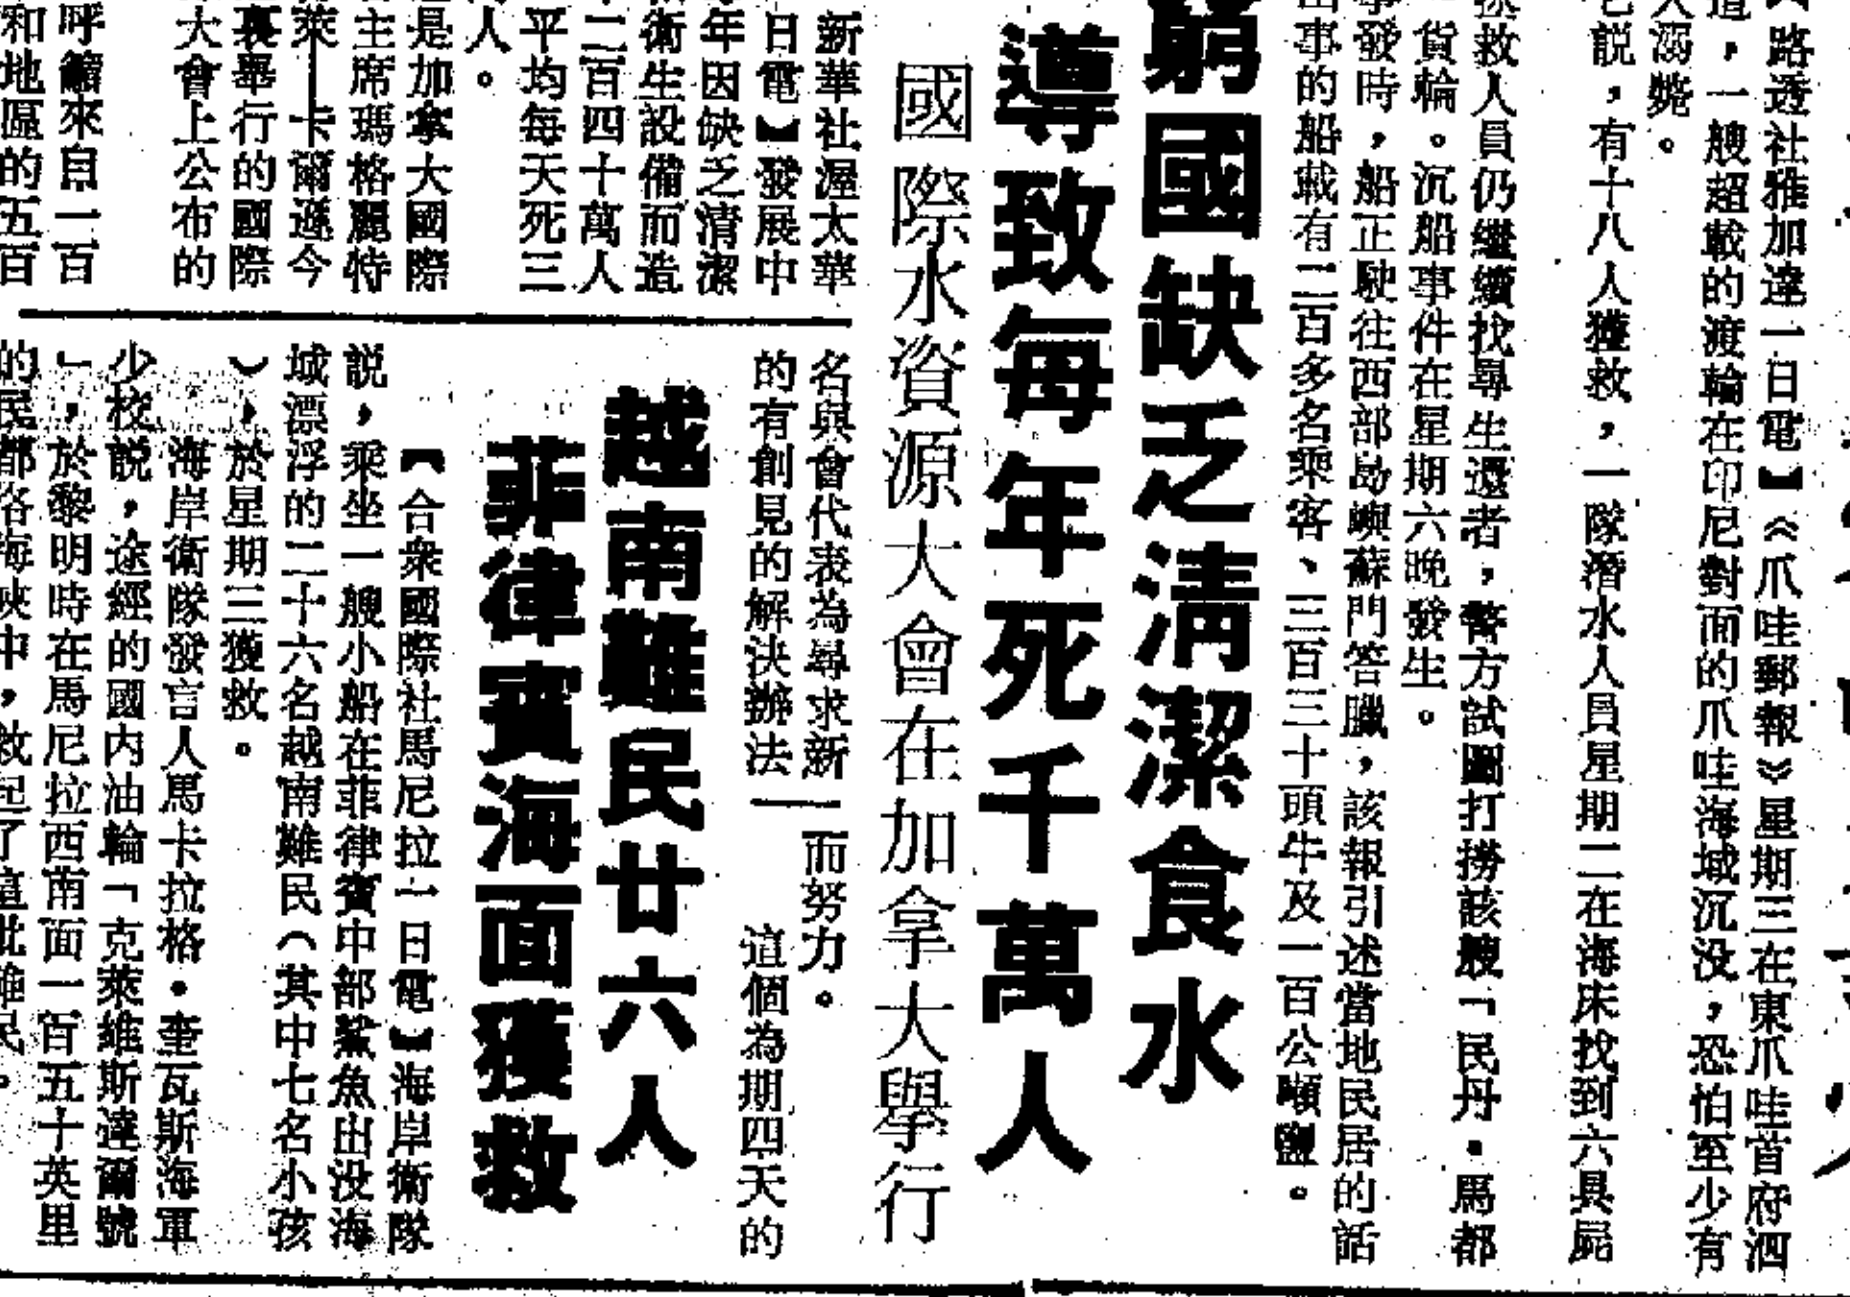 路透社雅加達一日電】《爪哇郵報》星期三在東爪哇首府泗
道，一艘超載的渡輪在印尼對面的爪哇海域沉没，恐怕至少有
人溺斃。
説，有十八人獲救，一隊潛水人員星期二在海床找到六具屍
救人員仍繼續找尋生還者，警方試圖打撈該艘「民丹・馬都
貨輪。沉船事件在星期六晚發生。
發時，船正駛往西部島嶼蘇門答臘，該報引述當地民居的話
出事的船載有二百多名乘客、三百三十頭牛及一百公噸鹽。
窮國缺乏清潔食水
導致每年死千萬人
國際水資源大會在加拿大舉行
新華社渥太華
日電】發展中
年因缺乏清潔
衛生設備而造
二百四十萬人
平均每天死三
人。
是加拿大國際
主席瑪格麗特
萊―卡爾遜今
裏舉行的國際
大會上公布的
呼籲來自一百
和地區的五百
名與會代表為尋求新
的有創見的解決辦法――而努力。
這個為期四天的
越南難民廿六人
菲律賓海面獲救
【合衆國際社馬尼拉一日電】海岸衛隊
説，乘坐一艘小船在菲律賓中部鯊魚出没海
域漂浮的二十六名越南難民（其中七名小孩
），於星期三獲救。
海岸衛隊發言人馬卡拉格・奎瓦斯海軍
少校説，途經的國内油輪「克萊維斯達爾號
」，於黎明時在馬尼拉西南面一百五十英里
的民都洛海峽中，救起了這批難民。